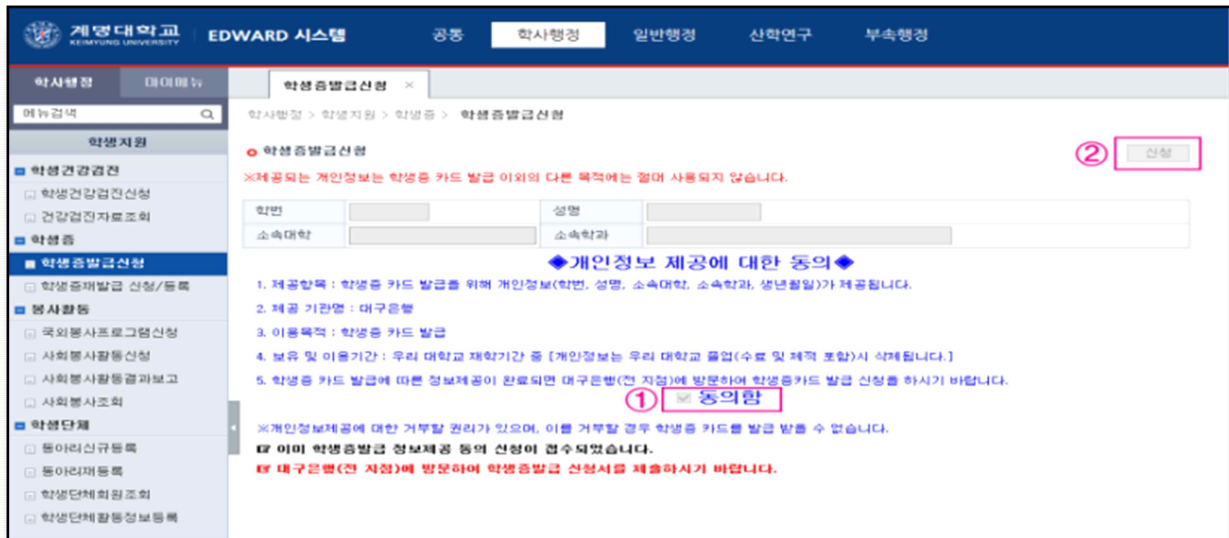 계명대학교
KEIMYUNG UNIVERSITY
EDWARD 시스템
공통 학사행정 일반행정 산학연구 부속행정
학사행정 마이메뉴
학생증발급신청 ×
메뉴검색
학사행정 > 학생지원 > 학생증 > 학생증발급신청
학생지원
학생증발급신청
② 신청
※제공되는 개인정보는 학생증 카드 발급 이외의 다른 목적에는 절대 사용되지 않습니다.
학생건강검진
학생건강검진신청
건강검진자료조회
학생증
학생증발급신청
학생증재발급 신청/등록
봉사활동
국외봉사프로그램신청
사회봉사활동신청
사회봉사활동결과보고
사회봉사조회
학생단체
동아리신규등록
동아리재등록
학생단체회원조회
학생단체활동정보등록
학번 성명
소속대학 소속학과
◆개인정보 제공에 대한 동의◆
1. 제공항목 : 학생증 카드 발급를 위해 개인정보(학번, 성명, 소속대학, 소속학과, 생년월일)가 제공됩니다.
2. 제공 기관명 : 대구은행
3. 이용목적 : 학생증 카드 발급
4. 보유 및 이용기간 : 우리 대학교 재학기간 중 [개인정보는 우리 대학교 졸업(수료 및 제적 포함)시 삭제됩니다.]
5. 학생증 카드 발급에 따른 정보제공이 완료되면 대구은행(전 지점)에 방문하여 학생증카드 발급 신청을 하시기 바랍니다.
① 동의함
※개인정보제공에 대한 거부할 권리가 있으며, 이를 거부할 경우 학생증 카드를 발급 받을 수 없습니다.
☞ 이미 학생증발급 정보제공 동의 신청이 접수되었습니다.
☞ 대구은행(전 지점)에 방문하여 학생증발급 신청서를 제출하시기 바랍니다.